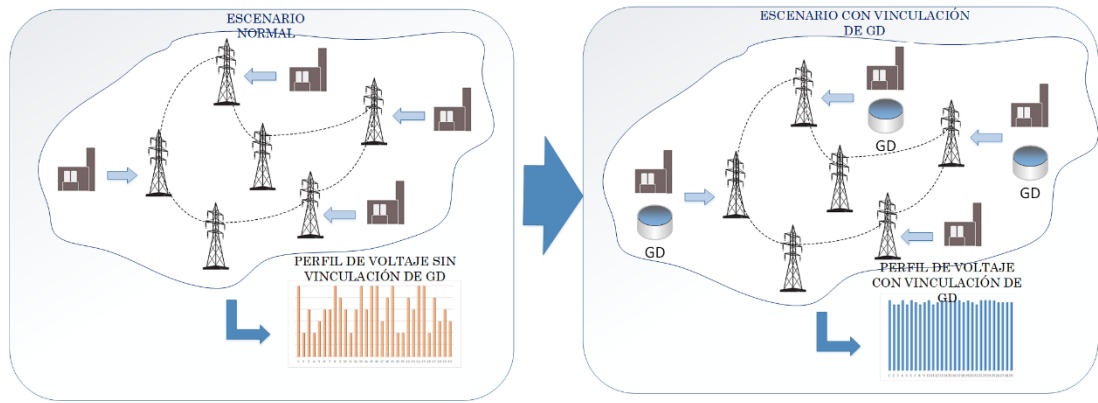 ESCENARIO
NORMAL
PERFIL DE VOLTAJE SIN
VINCULACIÓN DE GD
ESCENARIO CON VINCULACIÓN
DE GD
GD
GD
GD
PERFIL DE VOLTAJE
CON VINCULACIÓN DE
GD